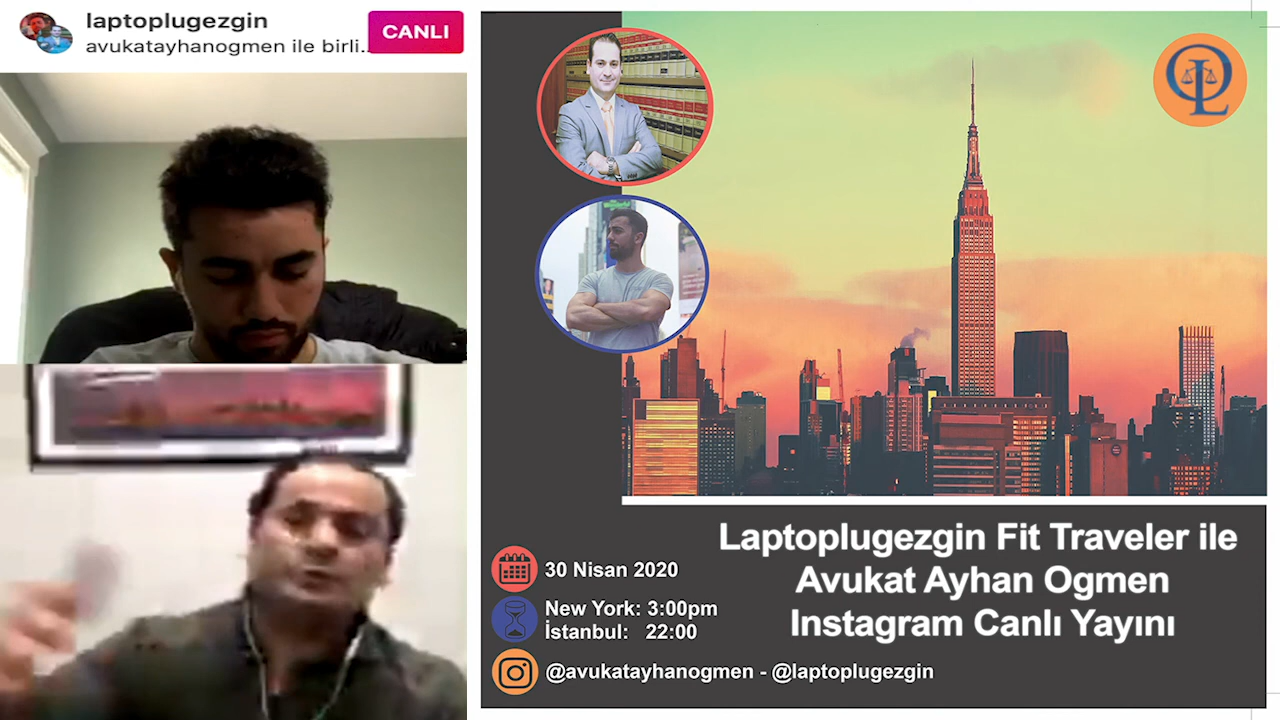 laptoplugezgin
avukatayhanogmen ile birli..
CANLI
OL
Laptoplugezgin Fit Traveler ile
Avukat Ayhan Ogmen
Instagram Canlı Yayını
30 Nisan 2020
New York: 3:00pm
İstanbul: 22:00
@avukatayhanogmen - @laptoplugezgin